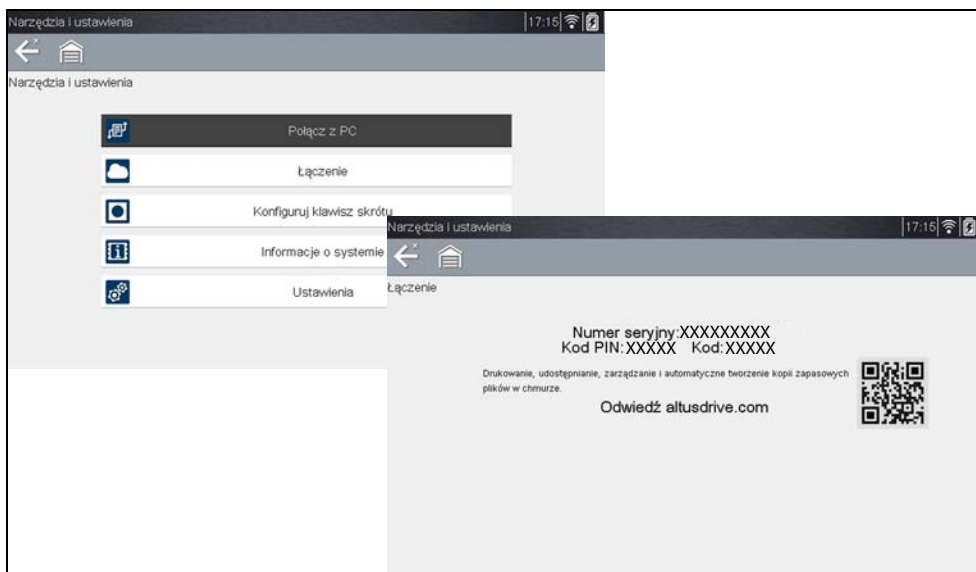 Narzędzia i ustawienia 17:15
Narzędzia i ustawienia
Połącz z PC
Łączenie
Konfiguruj klawisz skrótu
Informacje o systemie
Ustawienia
Narzędzia i ustawienia 17:15
Łączenie
Numer seryjny:XXXXXXXXX
Kod PIN:XXXXX Kod:XXXXX
Drukowanie, udostępnianie, zarządzanie i automatyczne tworzenie kopii zapasowych
plików w chmurze.
Odwiedź altusdrive.com